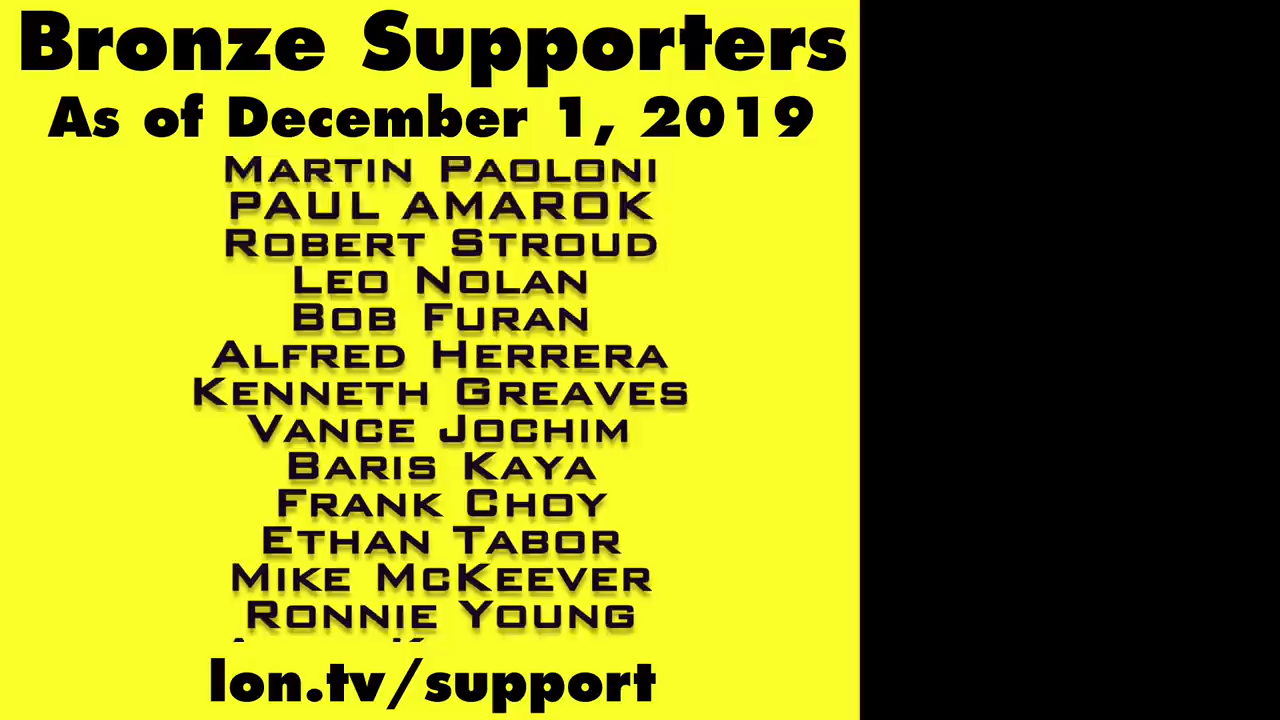 Bronze Supporters
As of December 1, 2019
Martin Paoloni
PAUL AMAROK
Robert Stroud
Leo Nolan
Bob Furan
Alfred Herrera
Kenneth Greaves
Vance Jochim
Baris Kaya
Frank Choy
Ethan Tabor
Mike McKeever
Ronnie Young
lon.tv/support